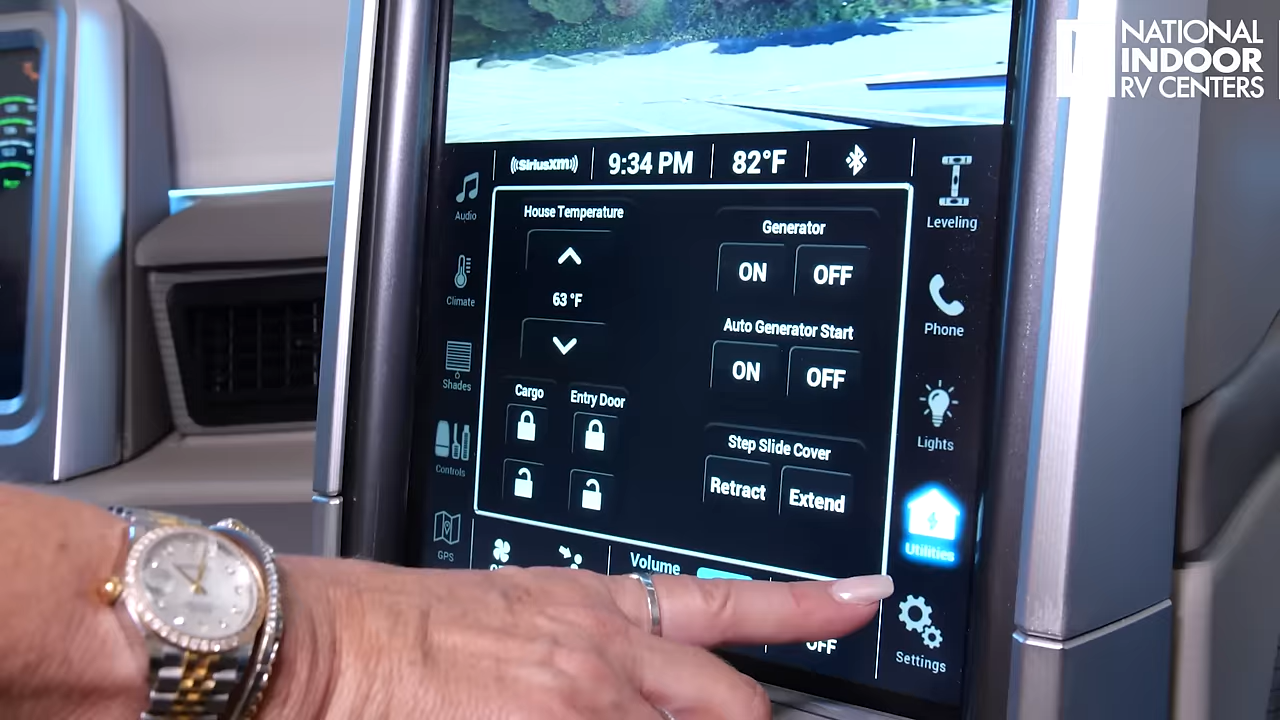 NATIONAL
INDOOR
RV CENTERS
SiriusXM
9:34 PM
82°F
Audio
Climate
Shades
Controls
GPS
House Temperature
63 °F
Cargo
Entry Door
Generator
ON
OFF
Auto Generator Start
ON
OFF
Step Slide Cover
Retract
Extend
Leveling
Phone
Lights
Utilities
Settings
Volume
OFF